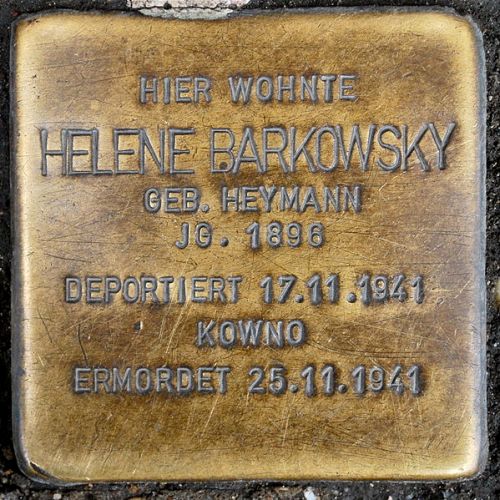 HIER WOHNTE
HELENE BARKOWSKY
GEB. HEYMANN
JG. 1896
DEPORTIERT 17.11.1941
KOWNO
ERMORDET 25.11.1941